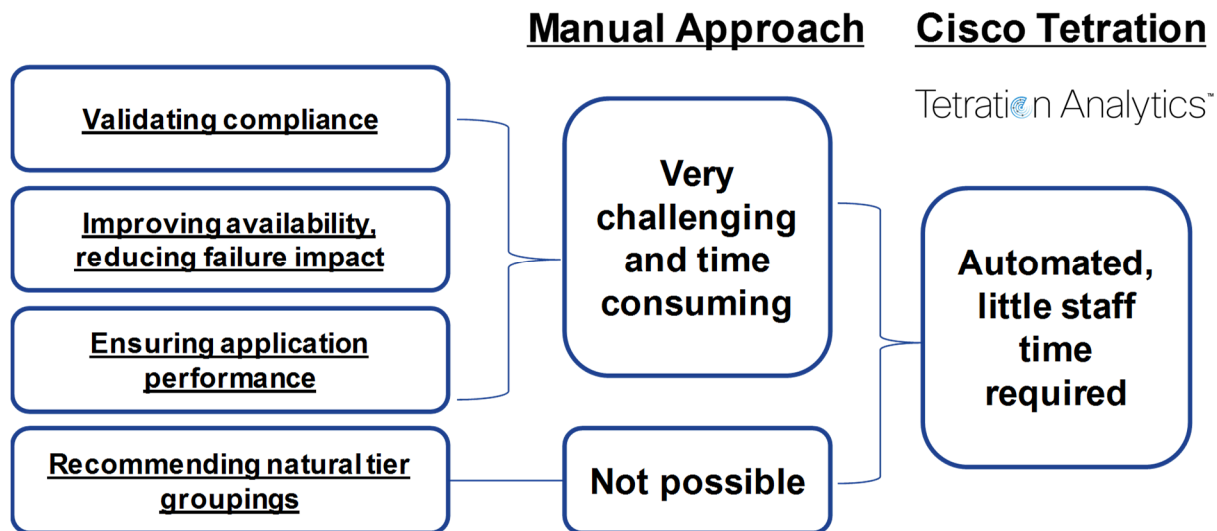 Manual Approach
Cisco Tetration
Tetration Analytics™
Validating compliance
Improving availability,
reducing failure impact
Ensuring application
performance
Recommending natural tier
groupings
Very
challenging
and time
consuming
Not possible
Automated,
little staff
time
required